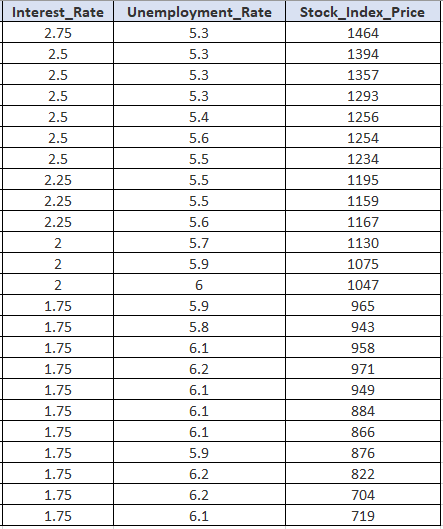 Interest_Rate Unemployment_Rate Stock_Index_Price
2.75 5.3 1464
2.5 5.3 1394
2.5 5.3 1357
2.5 5.3 1293
2.5 5.4 1256
2.5 5.6 1254
2.5 5.5 1234
2.25 5.5 1195
2.25 5.5 1159
2.25 5.6 1167
2 5.7 1130
2 5.9 1075
2 6 1047
1.75 5.9 965
1.75 5.8 943
1.75 6.1 958
1.75 6.2 971
1.75 6.1 949
1.75 6.1 884
1.75 6.1 866
1.75 5.9 876
1.75 6.2 822
1.75 6.2 704
1.75 6.1 719